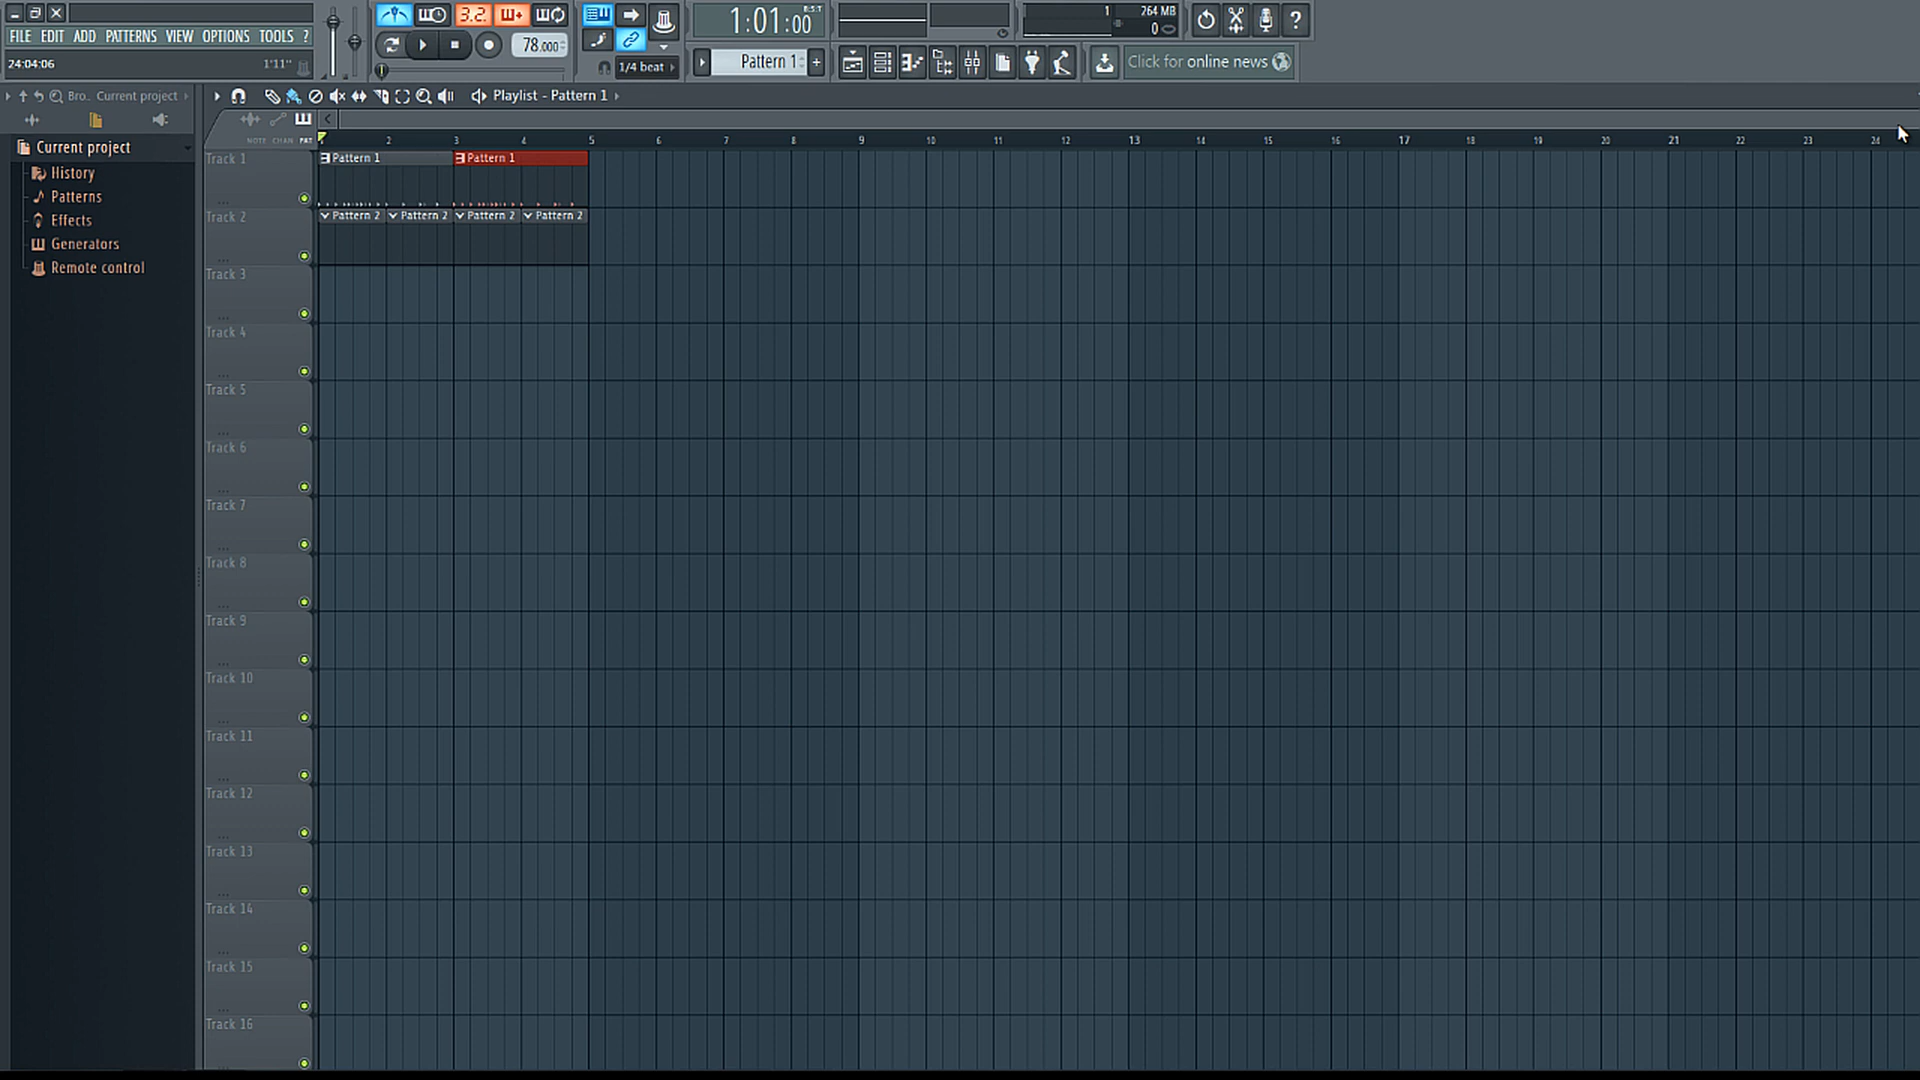 FILE EDIT ADD PATTERNS VIEW OPTIONS TOOLS ?
24:04:06 1'11"
3.2.
78.000
1/4 beat
1:01:00 B:S:T
Pattern 1
1 264 MB
0
Click for online news
Bro.. Current project
Playlist - Pattern 1
NOTE CHAN PAT
2 3 4 5 6 7 8 9 10 11 12 13 14 15 16 17 18 19 20 21 22 23 24
Current project
History
Patterns
Effects
Generators
Remote control
Track 1
Pattern 1 Pattern 1
Track 2
Pattern 2 Pattern 2 Pattern 2 Pattern 2
Track 3
Track 4
Track 5
Track 6
Track 7
Track 8
Track 9
Track 10
Track 11
Track 12
Track 13
Track 14
Track 15
Track 16